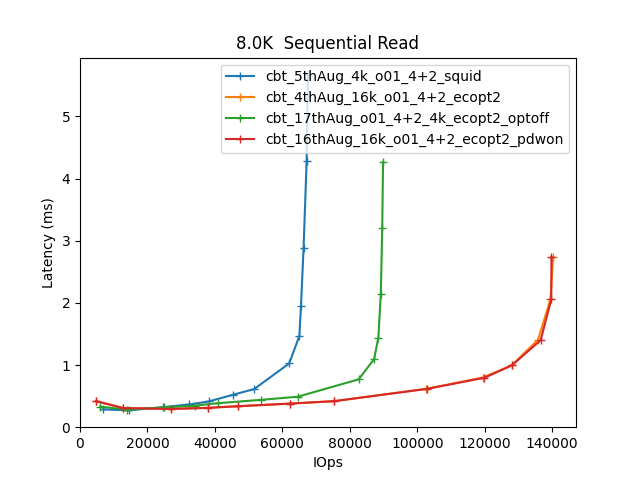 8.0K  Sequential Read
cbt_5thAug_4k_o01_4+2_squid
cbt_4thAug_16k_o01_4+2_ecopt2
cbt_17thAug_o01_4+2_4k_ecopt2_optoff
cbt_16thAug_16k_o01_4+2_ecopt2_pdwon
Latency (ms)
5
4
3
2
1
0
0 20000 40000 60000 80000 100000 120000 140000
IOps